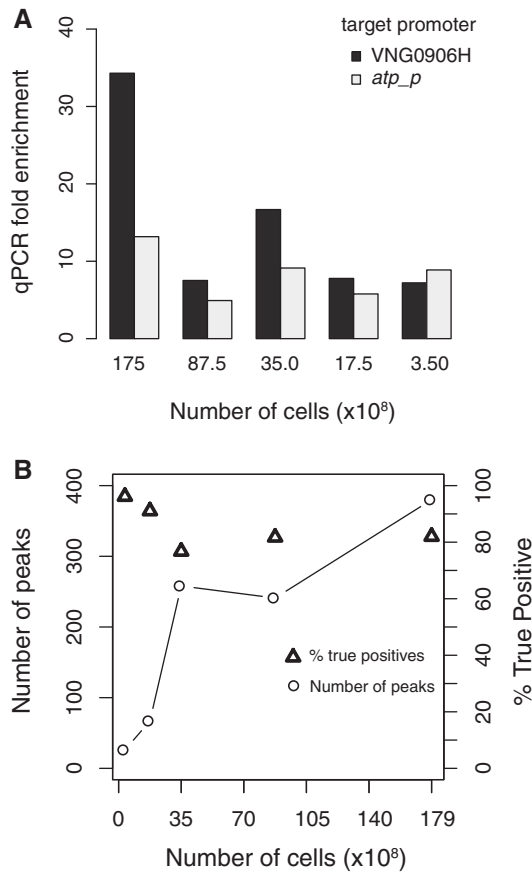 A
target promoter
VNG0906H
atp_p
qPCR fold enrichment
40
30
20
10
0
175 87.5 35.0 17.5 3.50
Number of cells (x10⁸)
B
Number of peaks
400
300
200
100
0
100
80
60
40
20
0
% True Positive
% true positives
Number of peaks
0 35 70 105 140 179
Number of cells (x10⁸)